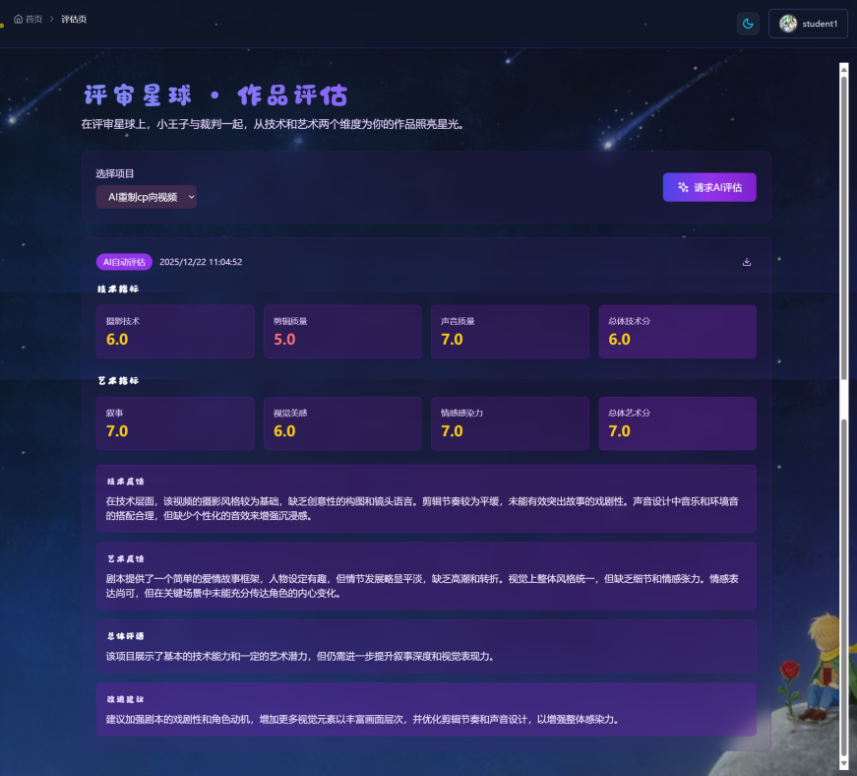 首页 > 评估页
student1
评审星球 • 作品评估
在评审星球上，小王子与裁判一起，从技术和艺术两个维度为你的作品照亮星光。
选择项目
AI重制cp向视频
请求AI评估
AI自动评估 2025/12/22 11:04:52
技术指标
摄影技术 剪辑质量 声音质量 总体技术分
6.0 5.0 7.0 6.0
艺术指标
叙事 视觉美感 情感感染力 总体艺术分
7.0 6.0 7.0 7.0
技术反馈
在技术层面，该视频的摄影风格较为基础，缺乏创意性的构图和镜头语言。剪辑节奏较为平缓，未能有效突出故事的戏剧性。声音设计中音乐和环境音
的搭配合理，但缺少个性化的音效来增强沉浸感。
艺术反馈
剧本提供了一个简单的爱情故事框架，人物设定有趣，但情节发展略显平淡，缺乏高潮和转折。视觉上整体风格统一，但缺乏细节和情感张力。情感表
达尚可，但在关键场景中未能充分传达角色的内心变化。
总体评语
该项目展示了基本的技术能力和一定的艺术潜力，但仍需进一步提升叙事深度和视觉表现力。
改进建议
建议加强剧本的戏剧性和角色动机，增加更多视觉元素以丰富画面层次，并优化剪辑节奏和声音设计，以增强整体感染力。